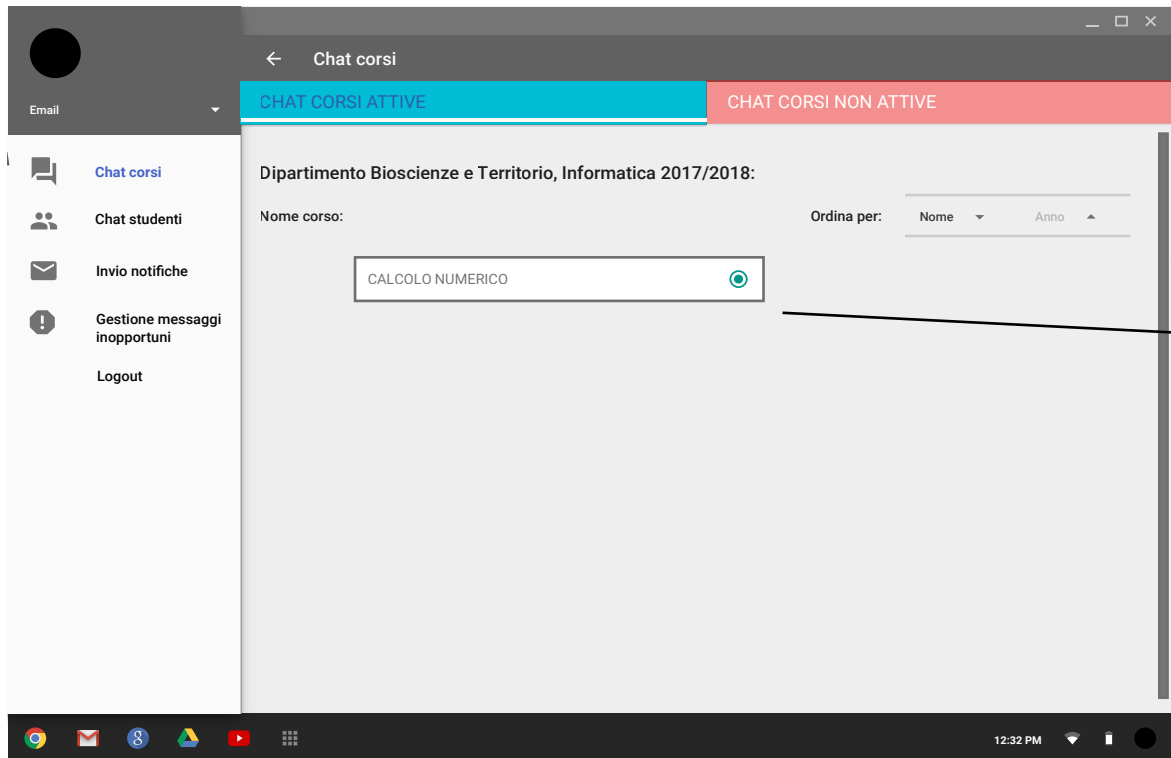 Chat corsi
Email
CHAT CORSI ATTIVE
CHAT CORSI NON ATTIVE
Chat corsi
Chat studenti
Invio notifiche
Gestione messaggi
inopportuni
Logout
Dipartimento Bioscienze e Territorio, Informatica 2017/2018:
Nome corso:
Ordina per:
Nome
Anno
CALCOLO NUMERICO
8
12:32 PM